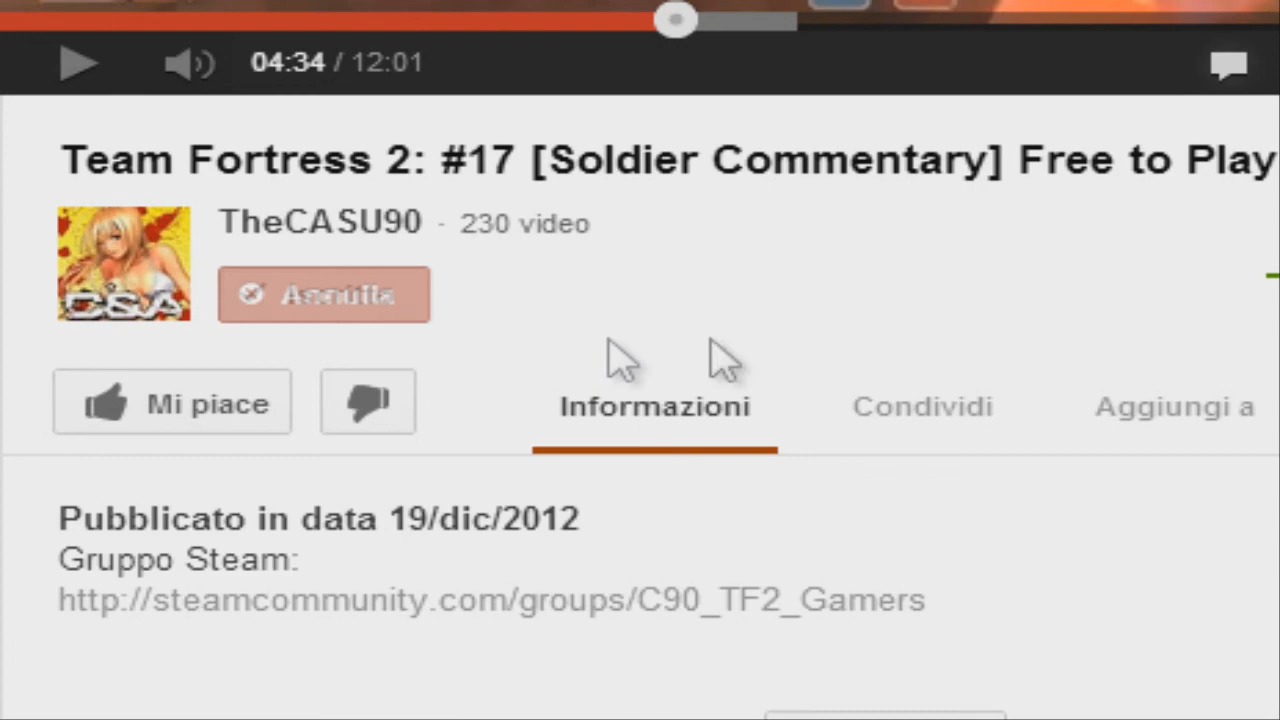 04:34 / 12:01
Team Fortress 2: #17 [Soldier Commentary] Free to Play
TheCASU90 - 230 video
Annulla
Mi piace
Informazioni
Condividi
Aggiungi a
Pubblicato in data 19/dic/2012
Gruppo Steam:
http://steamcommunity.com/groups/C90_TF2_Gamers